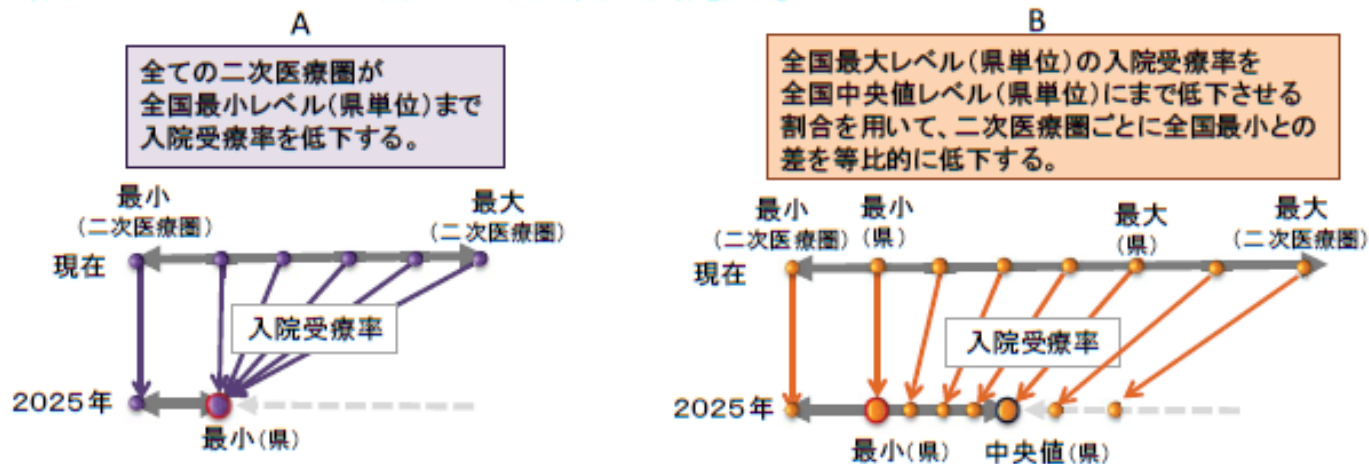 A
全ての二次医療圏が
全国最小レベル(県単位)まで
入院受療率を低下する。
最小
(二次医療圏)
最大
(二次医療圏)
現在
入院受療率
2025年
最小(県)
B
全国最大レベル(県単位)の入院受療率を
全国中央値レベル(県単位)にまで低下させる
割合を用いて、二次医療圏ごとに全国最小との
差を等比的に低下する。
最小
(二次医療圏)
最小
(県)
最大
(県)
最大
(二次医療圏)
現在
入院受療率
2025年
最小(県)
中央値(県)